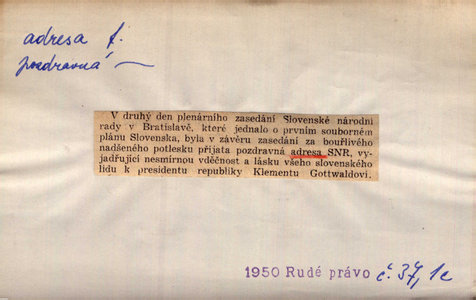 adresa f.
pozdravná
V druhý den plenárního zasedání Slovenské národní
rady v Bratislavě, které jednalo o prvním souborném
plánu Slovenska, byla v závěru zasedání za bouřlivého
nadšeného potlesku přijata pozdravná adresa SNR, vy-
jadřující nesmírnou vděčnost a lásku všeho slovenského
lidu k presidentu republiky Klementu Gottwaldovi.
1950 Rudé právo č. 37, 1c